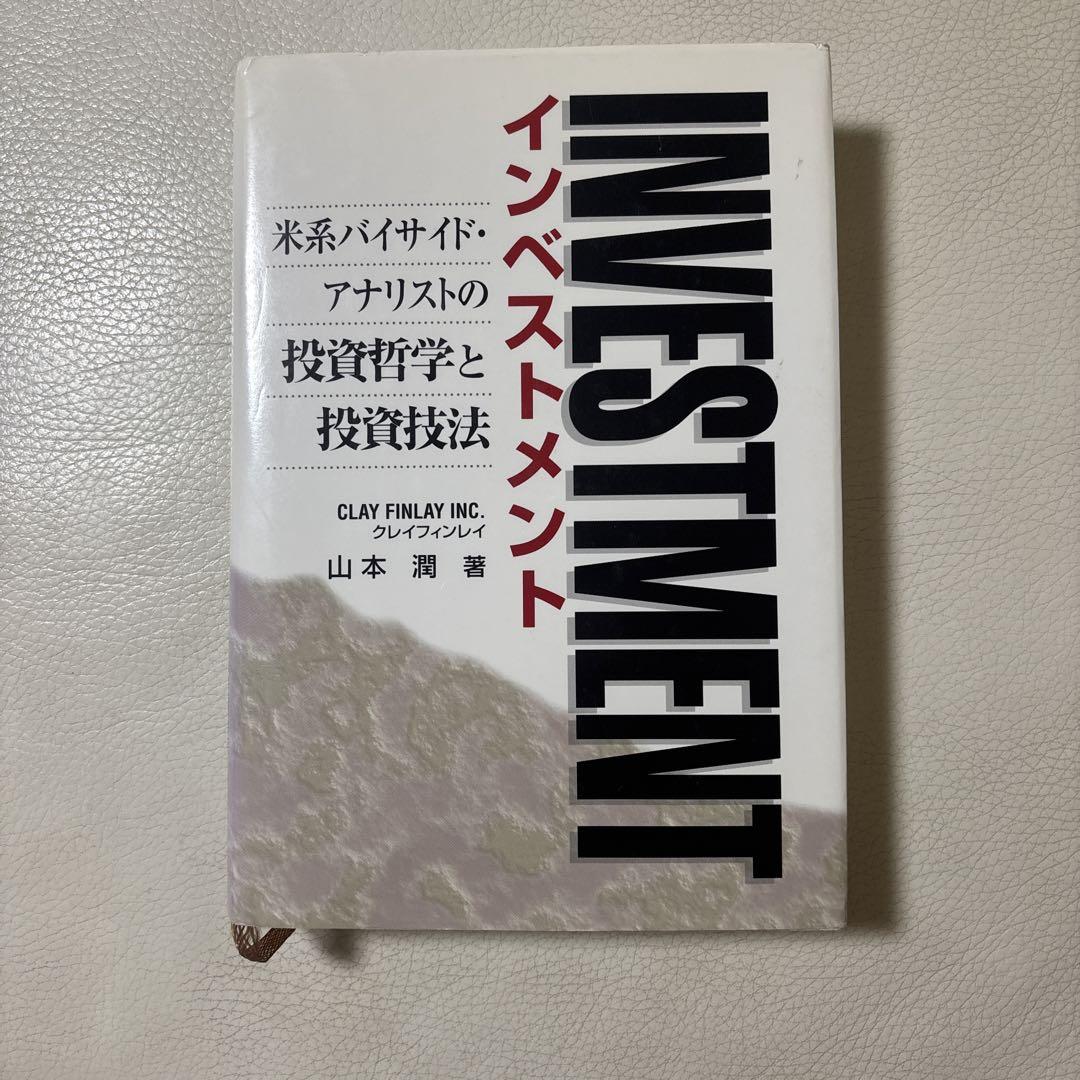 INVESTMENT
インベストメント
米系バイサイド・
アナリストの
投資哲学と
投資技法
CLAY FINLAY INC.
クレイフィンレイ
山本 潤 著